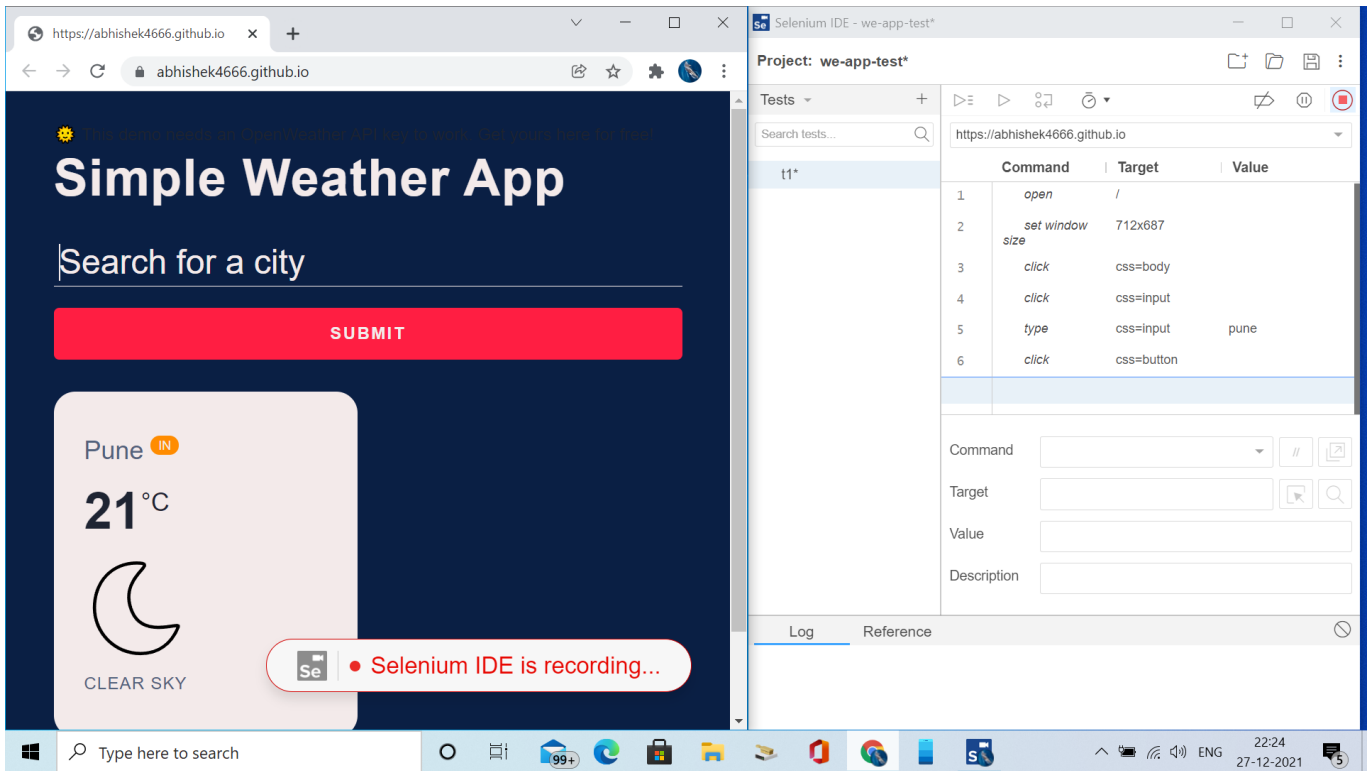 https://abhishek4666.github.io
abhishek4666.github.io
This demo needs an OpenWeather API key to work. Get yours here for free!
Simple Weather App
Search for a city
SUBMIT
Pune IN
21°C
CLEAR SKY
Se
Selenium IDE is recording...
Se Selenium IDE - we-app-test*
Project: we-app-test*
Tests
Search tests...
t1*
https://abhishek4666.github.io
Command Target Value
1 open /
2 set window size 712x687
3 click css=body
4 click css=input
5 type css=input pune
6 click css=button
Command
//
Target
Value
Description
Log Reference
Type here to search
99+
S
ENG
22:24
27-12-2021
5